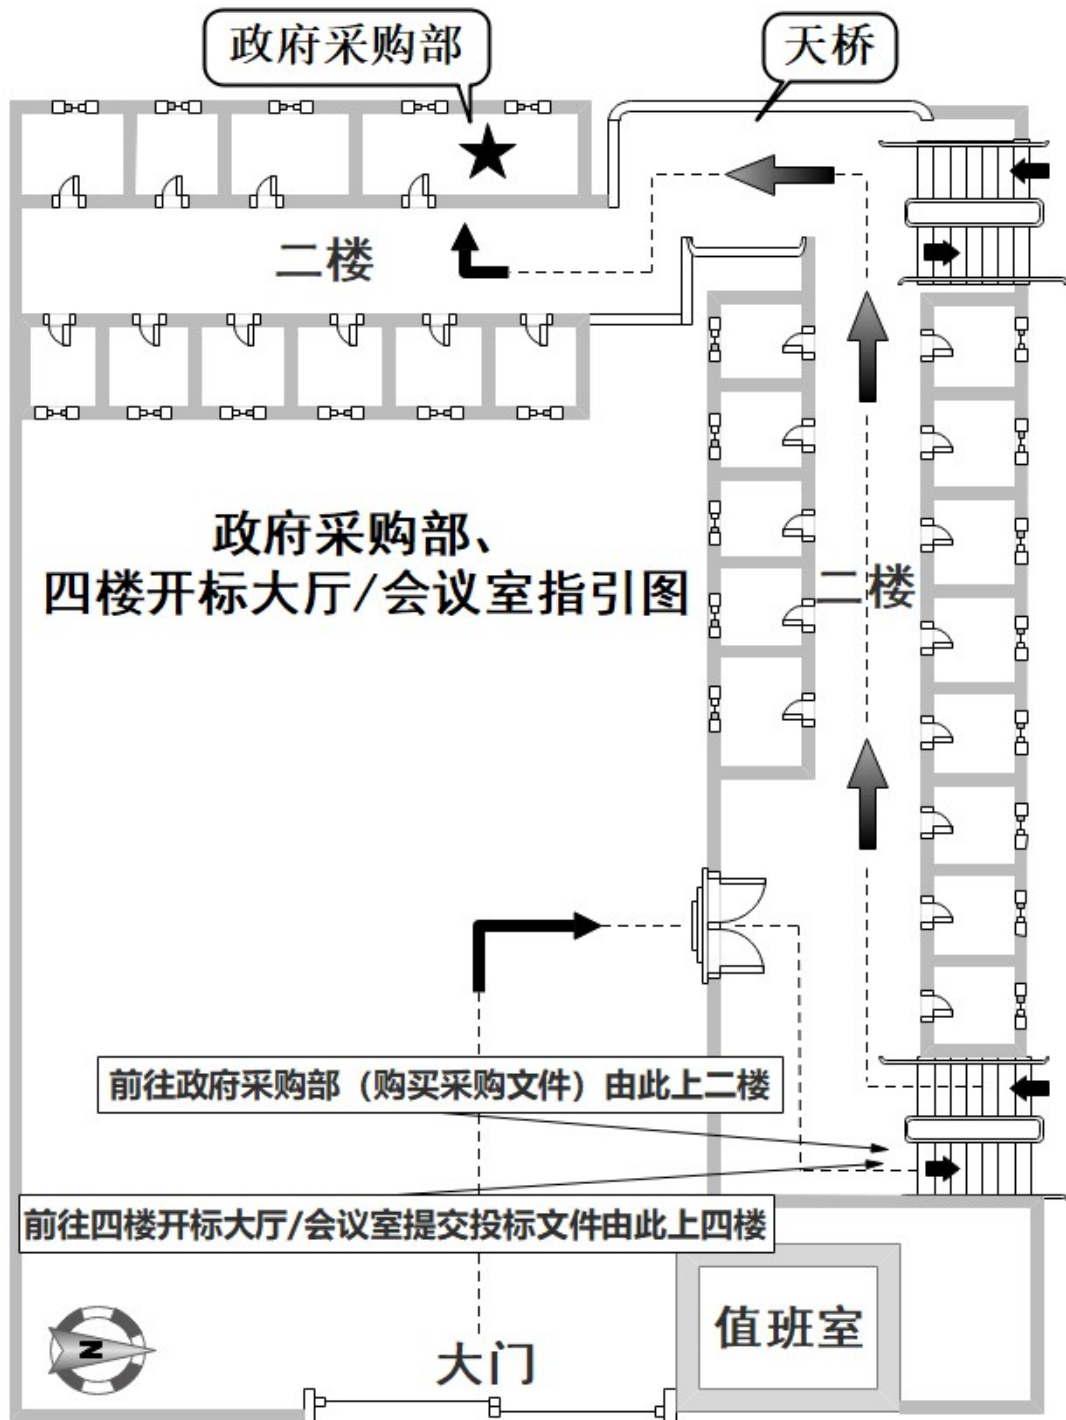 政府采购部
天桥
二楼
政府采购部、
四楼开标大厅/会议室指引图
二楼
前往政府采购部（购买采购文件）由此上二楼
前往四楼开标大厅/会议室提交投标文件由此上四楼
值班室
大门
N